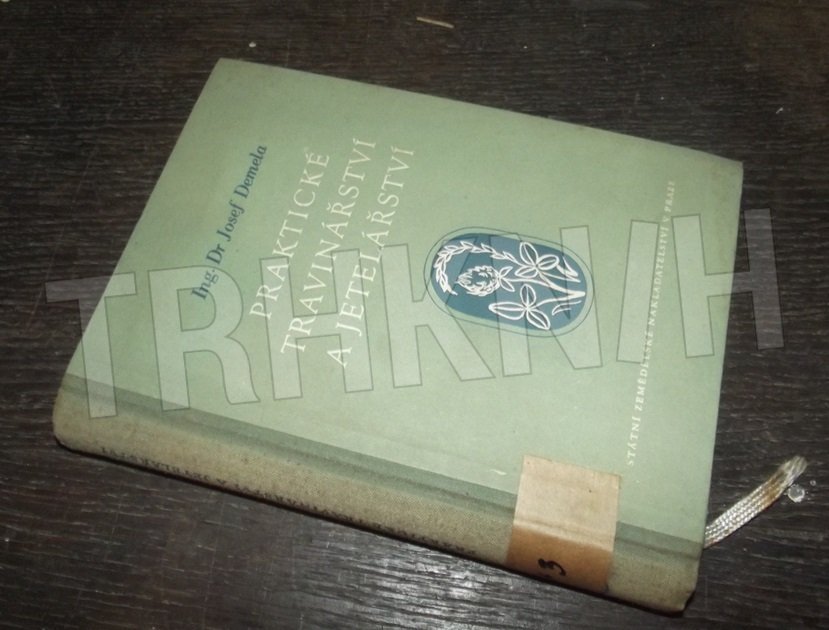 Ing. Dr Josef Demela
PRAKTICKÉ
TRAVINÁŘSTVÍ
A JETELÁŘSTVÍ
STÁTNÍ ZEMĚDĚLSKÉ NAKLADATELSTVÍ V PRAZE
TRHKNIH